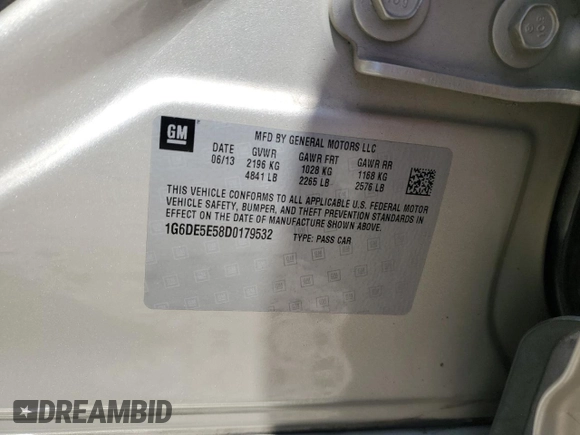 GM
MFD BY GENERAL MOTORS LLC
DATE GVWR GAWR FRT GAWR RR
06/13 2196 KG 1028 KG 1168 KG
4841 LB 2265 LB 2576 LB
THIS VEHICLE CONFORMS TO ALL APPLICABLE U.S. FEDERAL MOTOR
VEHICLE SAFETY, BUMPER, AND THEFT PREVENTION STANDARDS IN
EFFECT ON THE DATE OF MANUFACTURE SHOWN ABOVE.
1G6DE5E58D0179532 TYPE: PASS CAR
DREAMBID